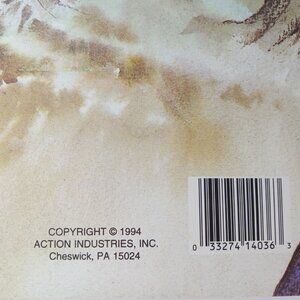 COPYRIGHT © 1994
ACTION INDUSTRIES, INC.
Cheswick, PA 15024
0 33274 14036 3